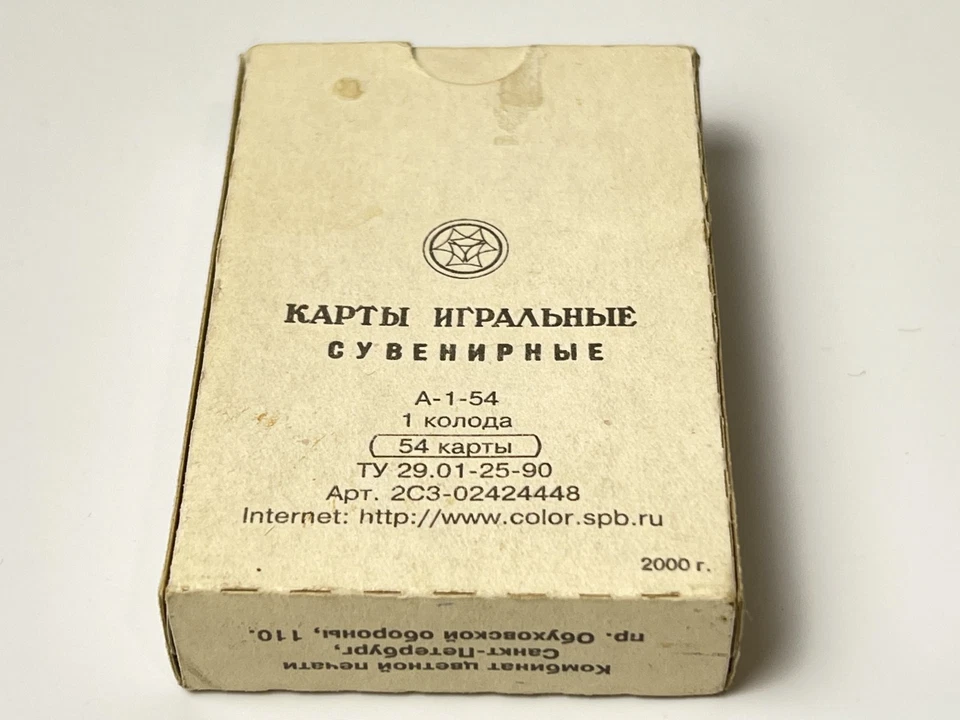 КАРТЫ ИГРАЛЬНЫЕ
СУВЕНИРНЫЕ
А-1-54
1 колода
54 карты
ТУ 29.01-25-90
Арт. 2С3-02424448
Internet: http://www.color.spb.ru
2000 г.
Комбинат цветной печати
Санкт-Петербург,
пр. Обуховской обороны, 110.